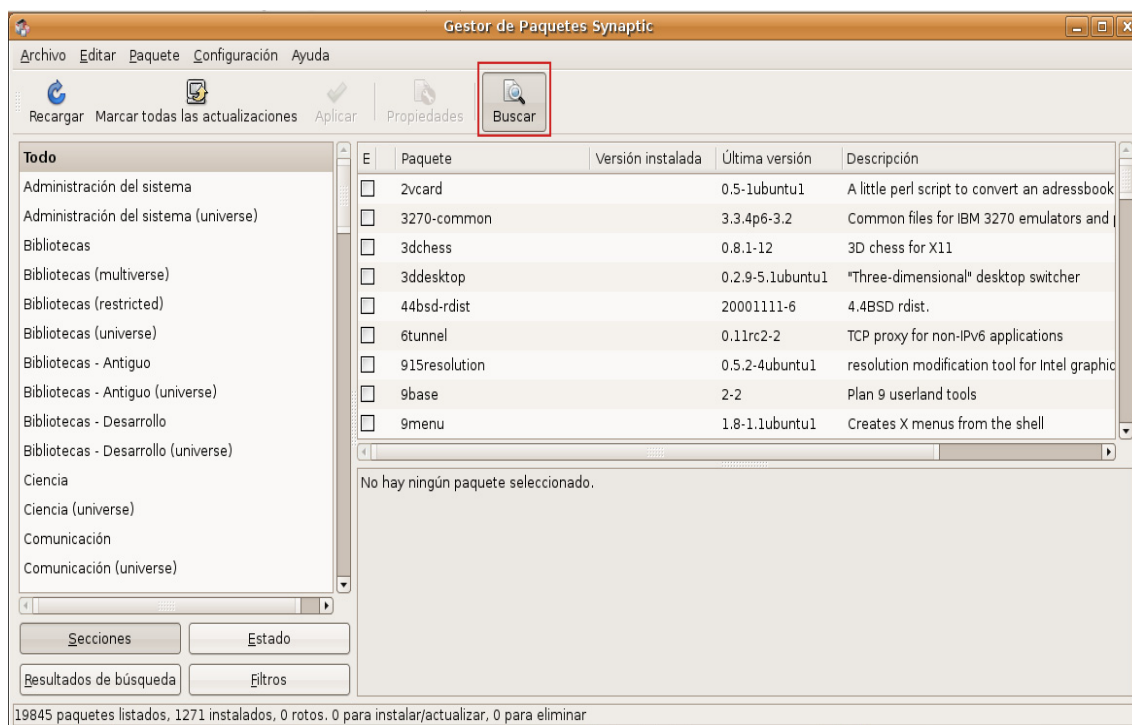 Gestor de Paquetes Synaptic
Archivo Editar Paquete Configuración Ayuda
Recargar Marcar todas las actualizaciones Aplicar Propiedades Buscar
Todo
Administración del sistema
Administración del sistema (universe)
Bibliotecas
Bibliotecas (multiverse)
Bibliotecas (restricted)
Bibliotecas (universe)
Bibliotecas - Antiguo
Bibliotecas - Antiguo (universe)
Bibliotecas - Desarrollo
Bibliotecas - Desarrollo (universe)
Ciencia
Ciencia (universe)
Comunicación
Comunicación (universe)
Secciones Estado
Resultados de búsqueda Filtros
E Paquete Versión instalada Última versión Descripción
2vcard 0.5-1ubuntu1 A little perl script to convert an adressbook
3270-common 3.3.4p6-3.2 Common files for IBM 3270 emulators and
3dchess 0.8.1-12 3D chess for X11
3ddesktop 0.2.9-5.1ubuntu1 "Three-dimensional" desktop switcher
44bsd-rdist 20001111-6 4.4BSD rdist.
6tunnel 0.11rc2-2 TCP proxy for non-IPv6 applications
915resolution 0.5.2-4ubuntu1 resolution modification tool for Intel graphic
9base 2-2 Plan 9 userland tools
9menu 1.8-1.1ubuntu1 Creates X menus from the shell
No hay ningún paquete seleccionado.
19845 paquetes listados, 1271 instalados, 0 rotos. 0 para instalar/actualizar, 0 para eliminar